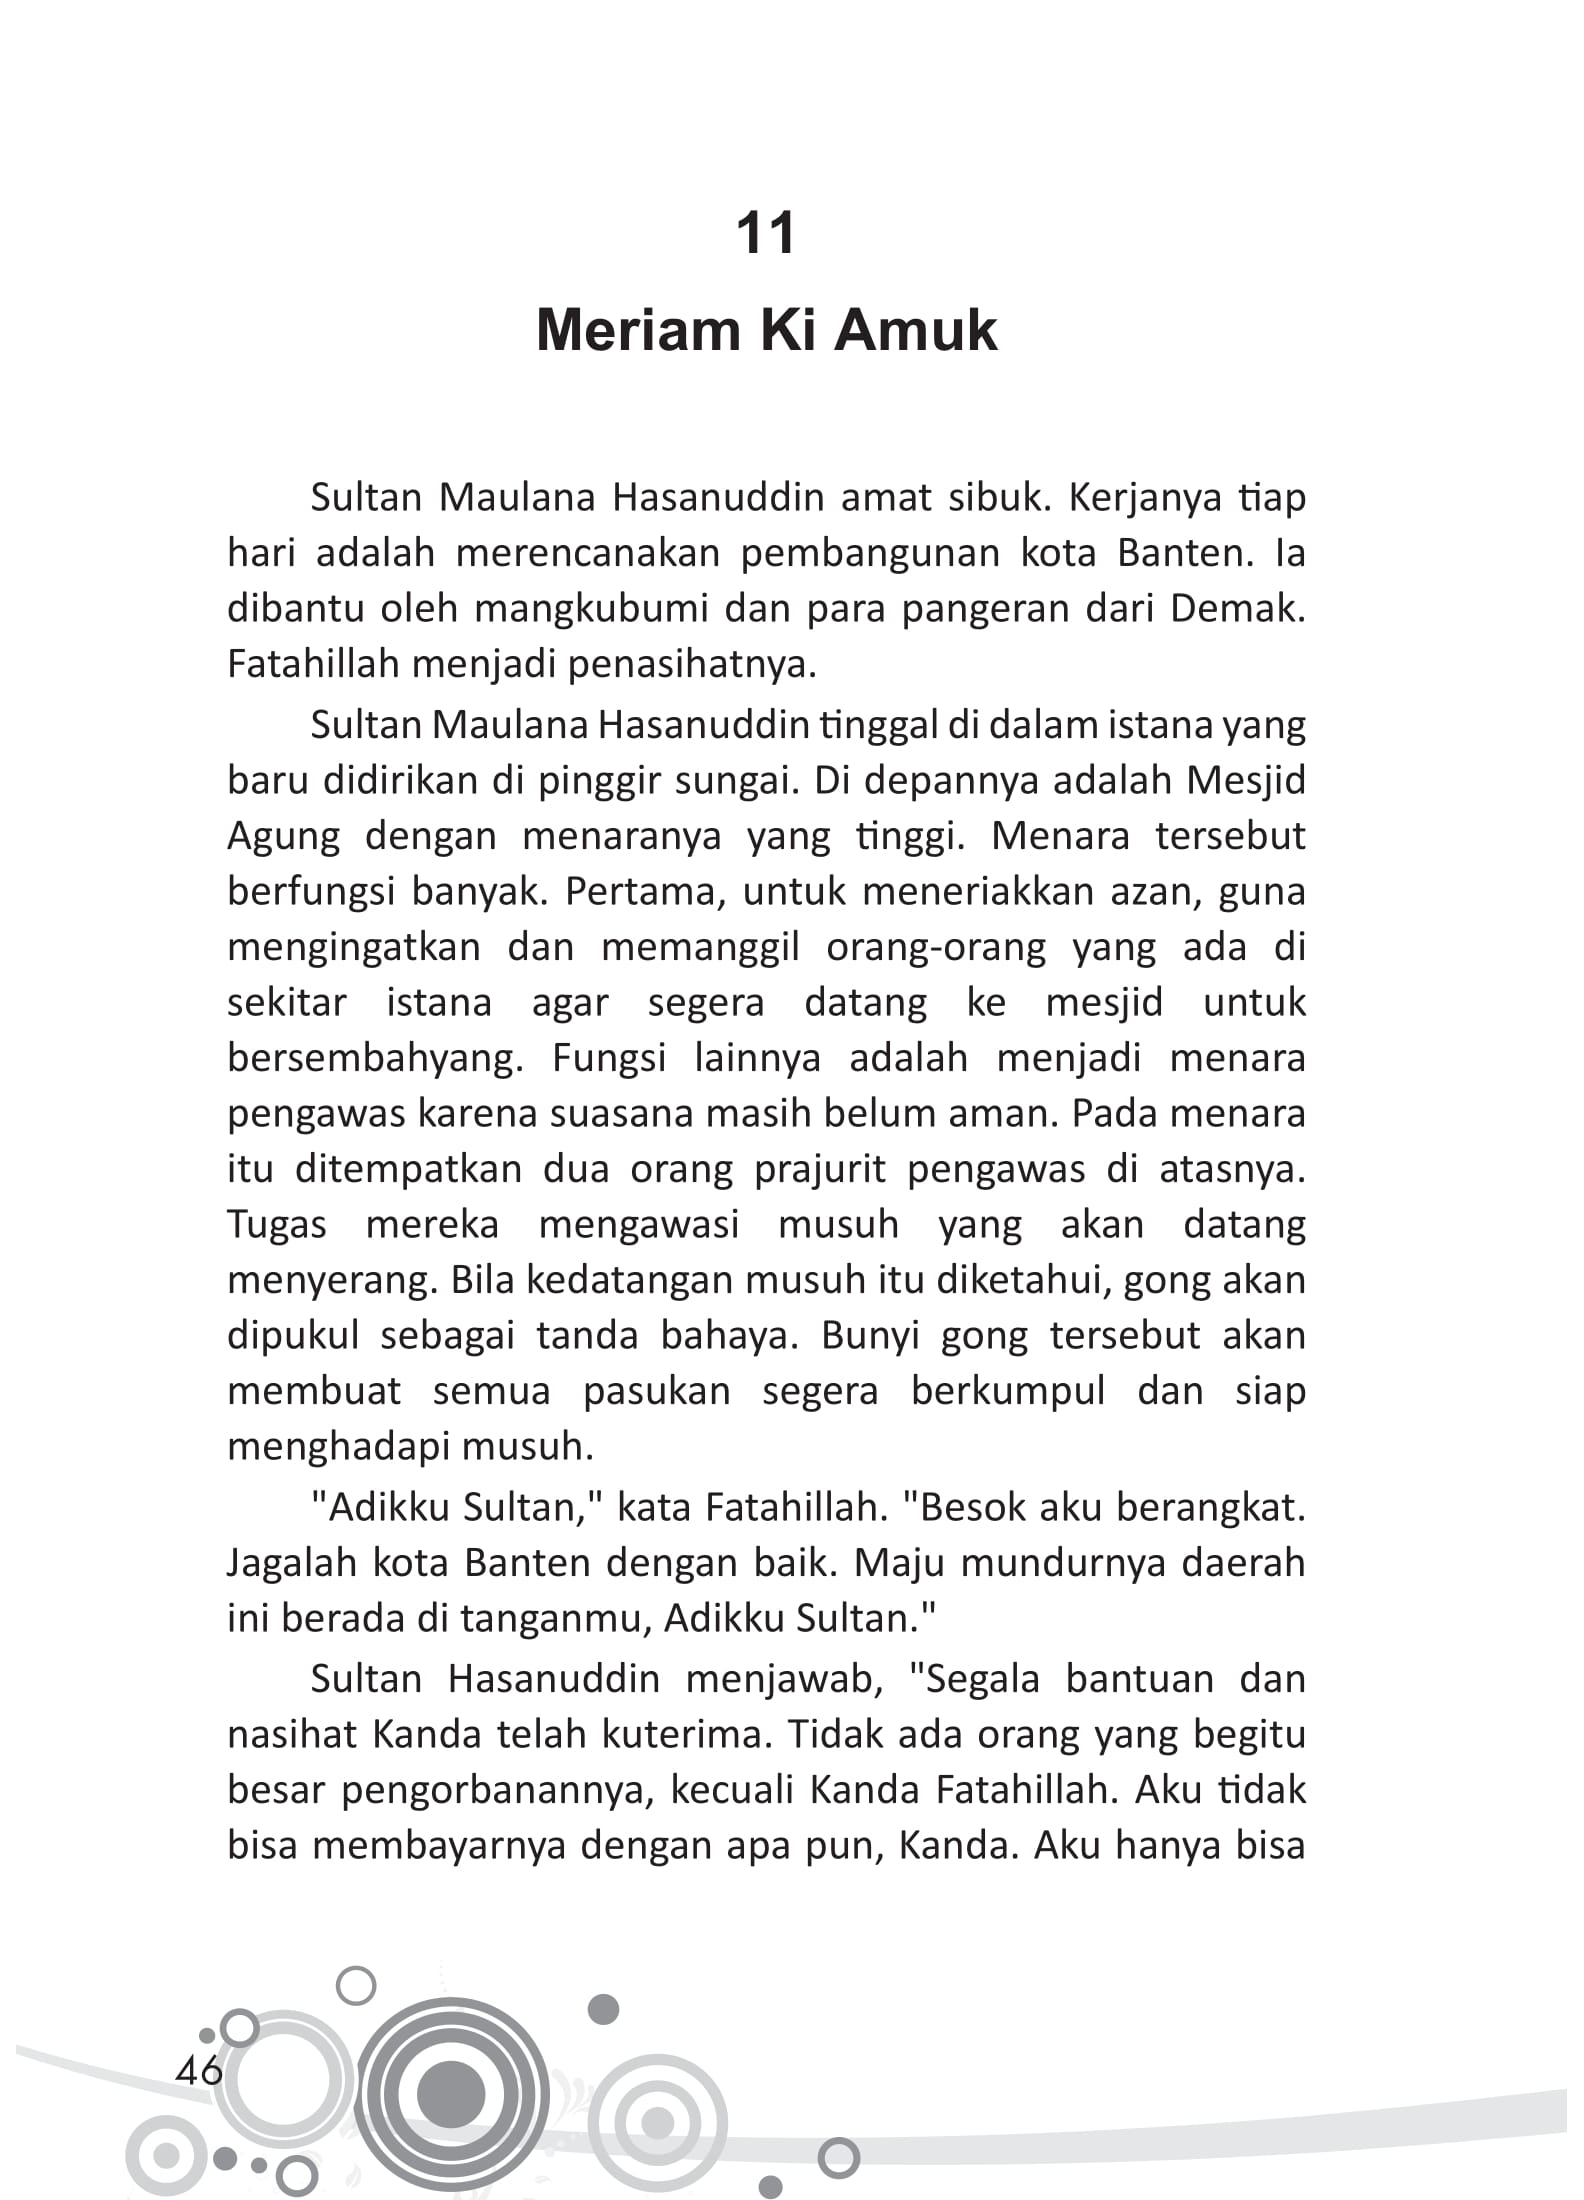 11
Meriam Ki Amuk
Sultan Maulana Hasanuddin amat sibuk. Kerjanya tiap
hari adalah merencanakan pembangunan kota Banten. Ia
dibantu oleh mangkubumi dan para pangeran dari Demak.
Fatahillah menjadi penasihatnya.
Sultan Maulana Hasanuddin tinggal di dalam istana yang
baru didirikan di pinggir sungai. Di depannya adalah Mesjid
Agung dengan menaranya yang tinggi. Menara tersebut
berfungsi banyak. Pertama, untuk meneriakkan azan, guna
mengingatkan dan memanggil orang-orang yang ada di
sekitar istana agar segera datang ke mesjid untuk
bersembahyang. Fungsi lainnya adalah menjadi menara
pengawas karena suasana masih belum aman. Pada menara
itu ditempatkan dua orang prajurit pengawas di atasnya.
Tugas mereka mengawasi musuh yang akan datang
menyerang. Bila kedatangan musuh itu diketahui, gong akan
dipukul sebagai tanda bahaya. Bunyi gong tersebut akan
membuat semua pasukan segera berkumpul dan siap
menghadapi musuh.
"Adikku Sultan," kata Fatahillah. "Besok aku berangkat.
Jagalah kota Banten dengan baik. Maju mundurnya daerah
ini berada di tanganmu, Adikku Sultan."
Sultan Hasanuddin menjawab, "Segala bantuan dan
nasihat Kanda telah kuterima. Tidak ada orang yang begitu
besar pengorbanannya, kecuali Kanda Fatahillah. Aku tidak
bisa membayarnya dengan apa pun, Kanda. Aku hanya bisa
46